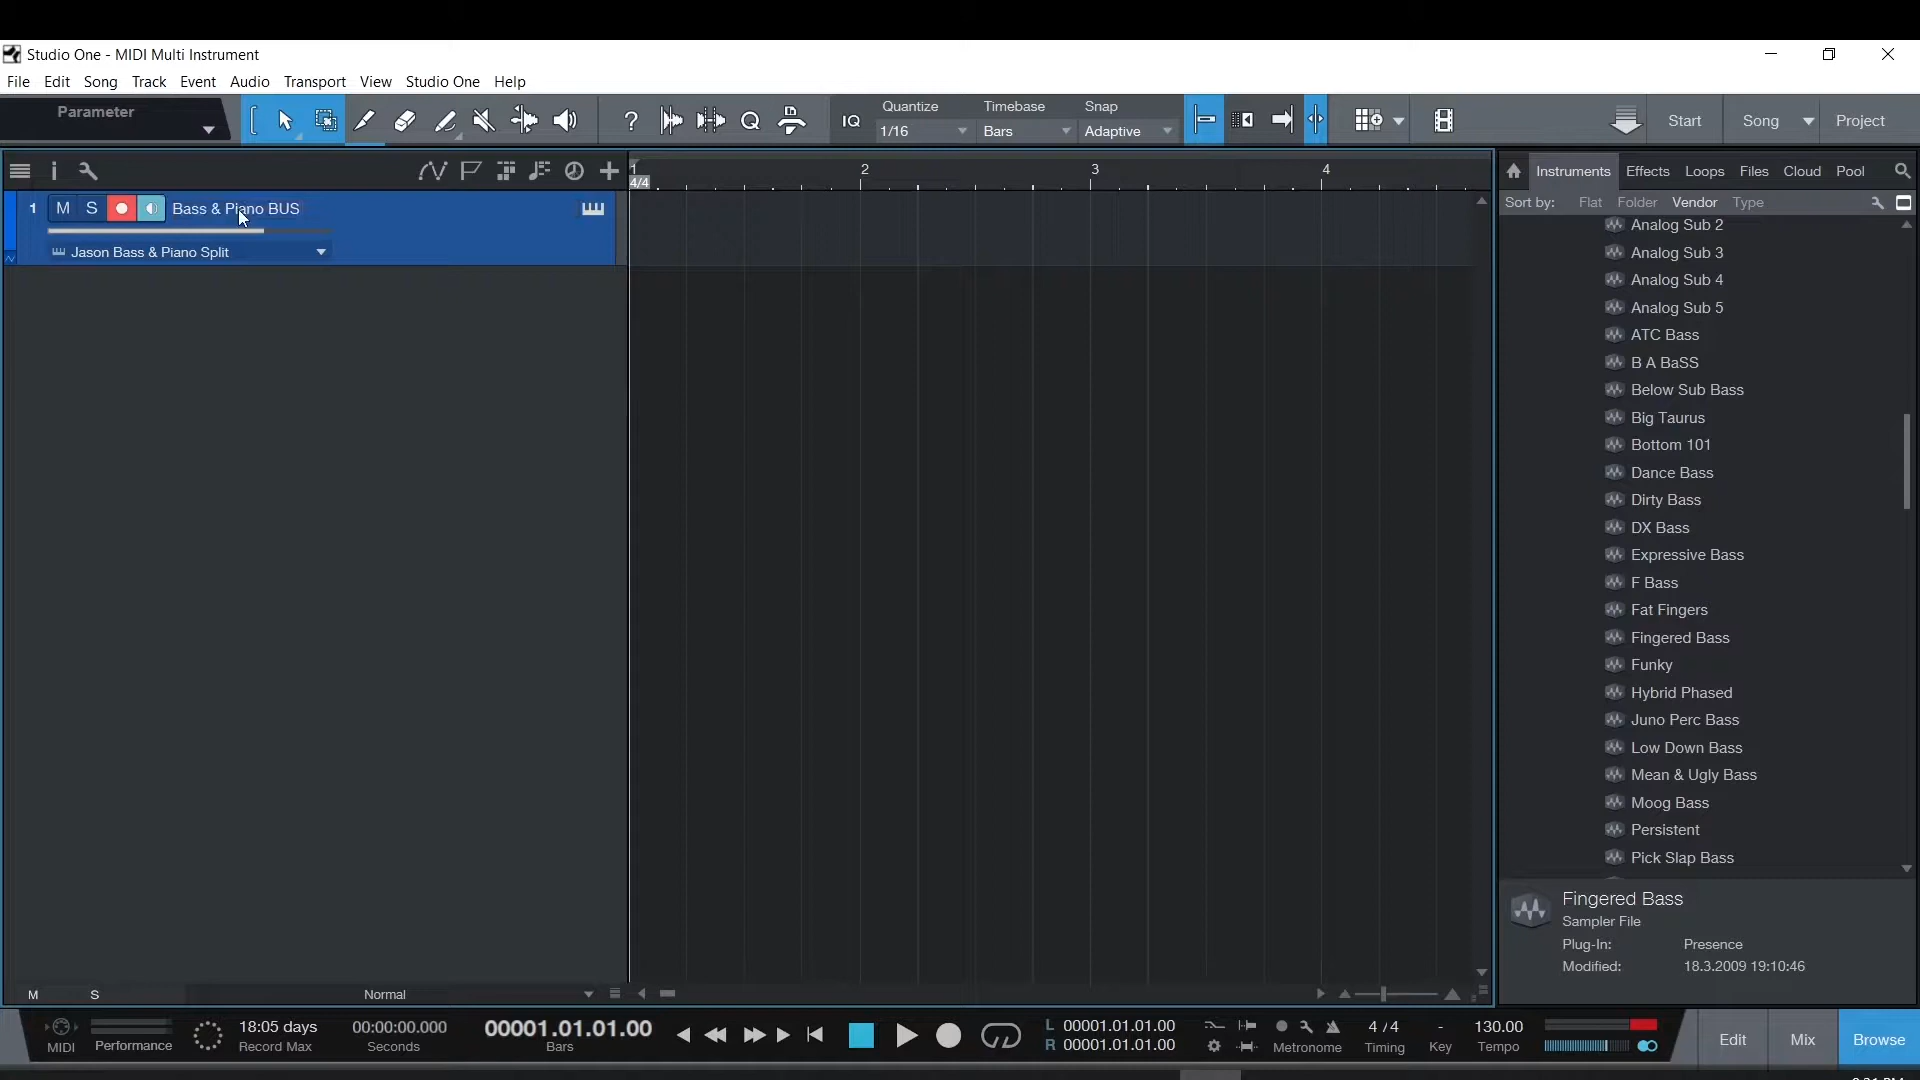 Studio One - MIDI Multi Instrument
File Edit Song Track Event Audio Transport View Studio One Help
Parameter
? IQ Quantize 1/16 Timebase Bars Snap Adaptive
Start Song Project
i
1 2 3 4
4/4
Instruments Effects Loops Files Cloud Pool
1 M S Bass & Piano BUS
Jason Bass & Piano Split
Sort by: Flat Folder Vendor Type
Analog Sub 2
Analog Sub 3
Analog Sub 4
Analog Sub 5
ATC Bass
B A BaSS
Below Sub Bass
Big Taurus
Bottom 101
Dance Bass
Dirty Bass
DX Bass
Expressive Bass
F Bass
Fat Fingers
Fingered Bass
Funky
Hybrid Phased
Juno Perc Bass
Low Down Bass
Mean & Ugly Bass
Moog Bass
Persistent
Pick Slap Bass
Fingered Bass
Sampler File
Plug-In: Presence
Modified: 18.3.2009 19:10:46
M S Normal
MIDI Performance
18:05 days
Record Max
00:00:00.000
Seconds
00001.01.01.00
Bars
L 00001.01.01.00
R 00001.01.01.00
Metronome
4 / 4
Timing
-
Key
130.00
Tempo
Edit Mix Browse